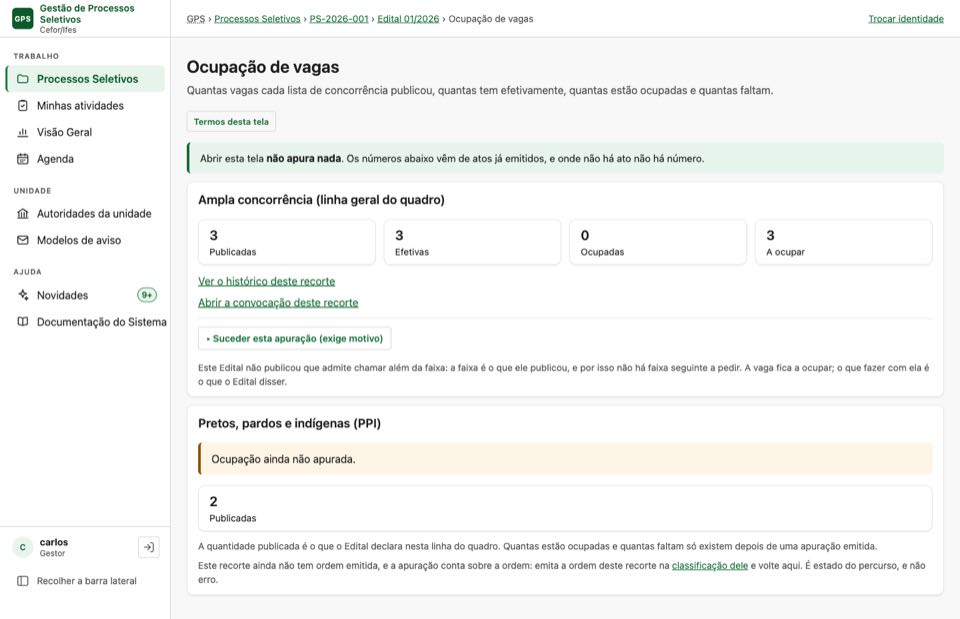 GPS
Gestão de Processos
Seletivos
Cefor/Ifes
TRABALHO
Processos Seletivos
Minhas atividades
Visão Geral
Agenda
UNIDADE
Autoridades da unidade
Modelos de aviso
AJUDA
Novidades 9+
Documentação do Sistema
C
carlos
Gestor
Recolher a barra lateral
GPS › Processos Seletivos › PS-2026-001 › Edital 01/2026 › Ocupação de vagas
Trocar identidade
Ocupação de vagas
Quantas vagas cada lista de concorrência publicou, quantas tem efetivamente, quantas estão ocupadas e quantas faltam.
Termos desta tela
Abrir esta tela não apura nada. Os números abaixo vêm de atos já emitidos, e onde não há ato não há número.
Ampla concorrência (linha geral do quadro)
3
Publicadas
3
Efetivas
0
Ocupadas
3
A ocupar
Ver o histórico deste recorte
Abrir a convocação deste recorte
▸ Suceder esta apuração (exige motivo)
Este Edital não publicou que admite chamar além da faixa: a faixa é o que ele publicou, e por isso não há faixa seguinte a pedir. A vaga fica a ocupar; o que fazer com ela é
o que o Edital disser.
Pretos, pardos e indígenas (PPI)
Ocupação ainda não apurada.
2
Publicadas
A quantidade publicada é o que o Edital declara nesta linha do quadro. Quantas estão ocupadas e quantas faltam só existem depois de uma apuração emitida.
Este recorte ainda não tem ordem emitida, e a apuração conta sobre a ordem: emita a ordem deste recorte na classificação dele e volte aqui. É estado do percurso, e não
erro.